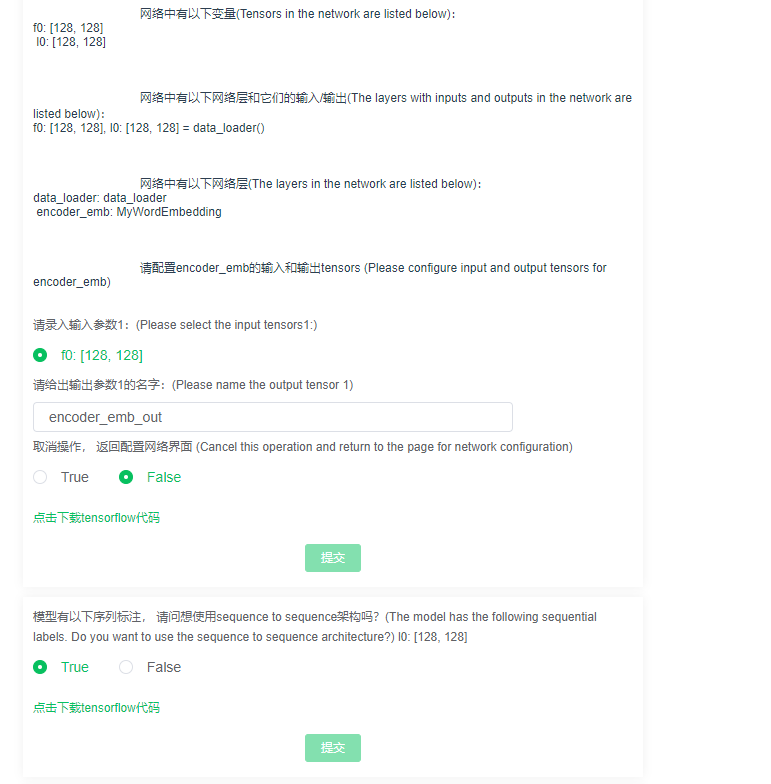 网络中有以下变量(Tensors in the network are listed below)：
f0: [128, 128]
l0: [128, 128]
网络中有以下网络层和它们的输入/输出(The layers with inputs and outputs in the network are
listed below)：
f0: [128, 128], l0: [128, 128] = data_loader()
网络中有以下网络层(The layers in the network are listed below)：
data_loader: data_loader
encoder_emb: MyWordEmbedding
请配置encoder_emb的输入和输出tensors (Please configure input and output tensors for
encoder_emb)
请录入输入参数1：(Please select the input tensors1:)
f0: [128, 128]
请给出输出参数1的名字：(Please name the output tensor 1)
encoder_emb_out
取消操作， 返回配置网络界面 (Cancel this operation and return to the page for network configuration)
True False
点击下载tensorflow代码
提交
模型有以下序列标注， 请问想使用sequence to sequence架构吗？(The model has the following sequential
labels. Do you want to use the sequence to sequence architecture?) l0: [128, 128]
True False
点击下载tensorflow代码
提交